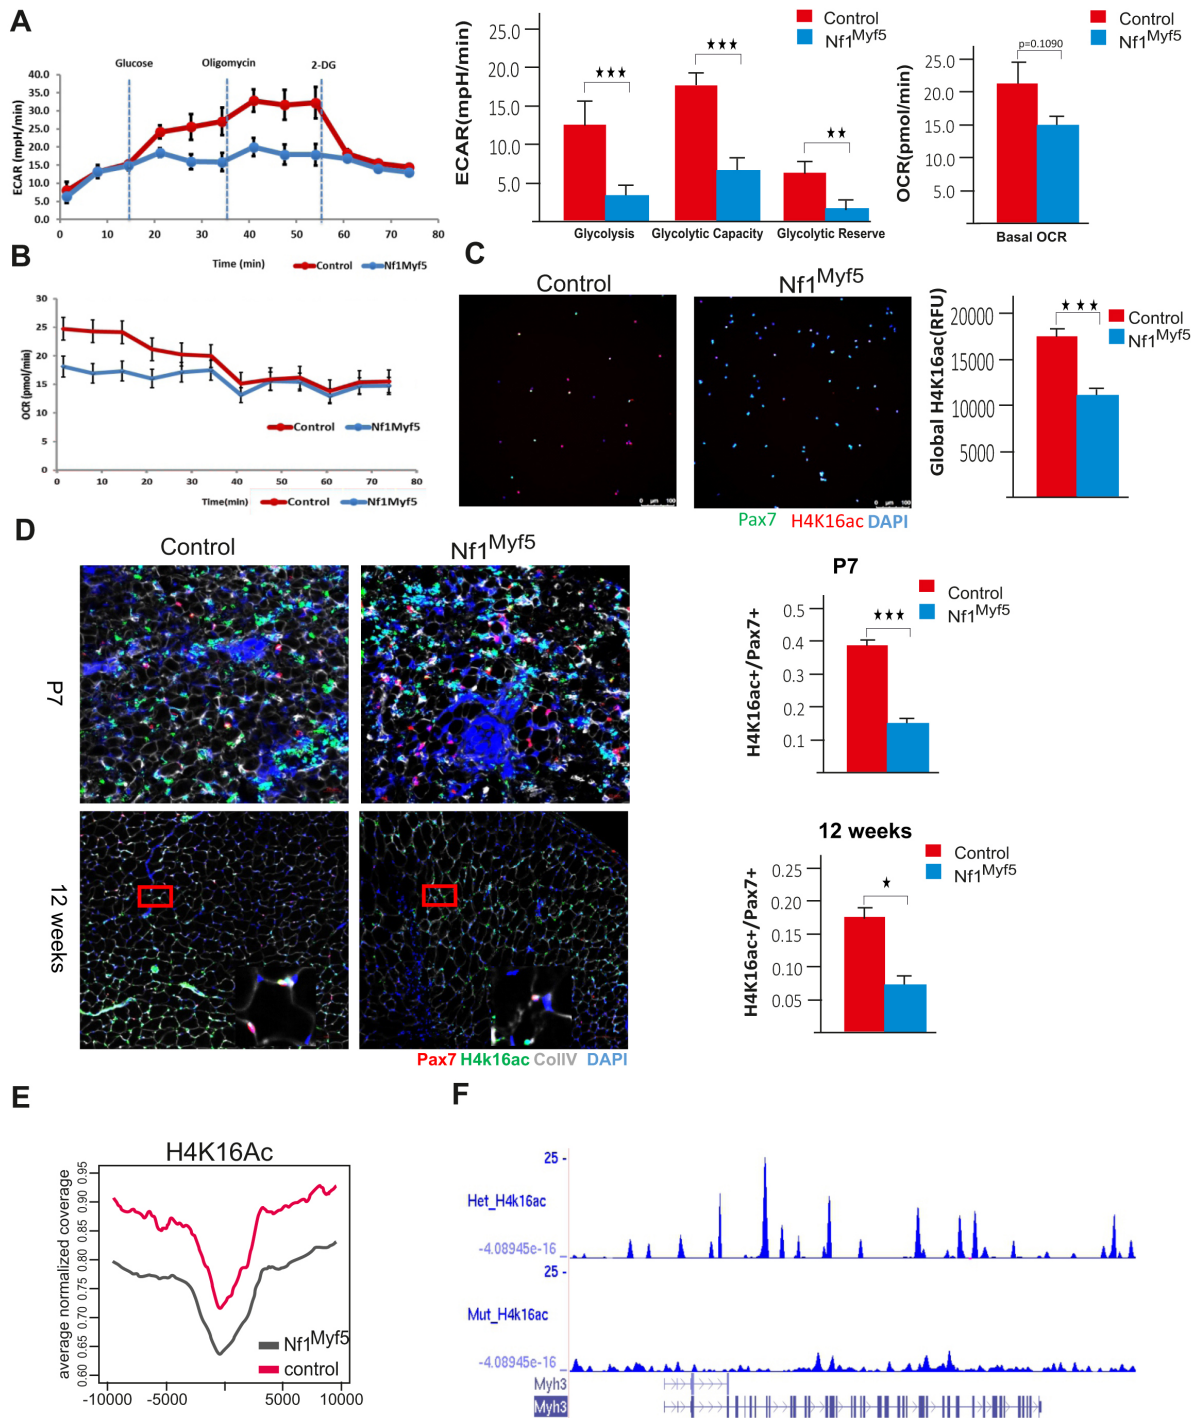 A
Glucose
Oligomycin
2-DG
40.0
35.0
30.0
25.0
20.0
15.0
10.0
5.0
0.0
ECAR (mpH/min)
0
10
20
30
40
50
60
70
80
Time (min)
Control
Nf1Myf5
ECAR(mpH/min)
25.0
20.0
15.0
10.0
5.0
★★★
★★★
★★
Control
Nf1Myf5
Glycolysis
Glycolytic Capacity
Glycolytic Reserve
OCR(pmol/min)
25.0
20.0
15.0
10.0
5.0
p=0.1090
Control
Nf1Myf5
Basal OCR
B
30
25
20
15
10
5
0
OCR (pmol/min)
Control
Nf1Myf5
0
10
20
30
40
50
60
70
80
Time(min)
Control
Nf1Myf5
C
Control
Nf1Myf5
0 µm 100
0 µm 100
Pax7 H4K16ac DAPI
Global H4K16ac(RFU)
20000
15000
10000
5000
★★★
Control
Nf1Myf5
D
Control
Nf1Myf5
P7
12 weeks
Pax7 H4k16ac ColIV DAPI
P7
H4K16ac+/Pax7+
0.5
0.4
0.3
0.2
0.1
★★★
Control
Nf1Myf5
12 weeks
H4K16ac+/Pax7+
0.25
0.20
0.15
0.10
0.05
★
Control
Nf1Myf5
E
H4K16Ac
average normalized coverage
0.95
0.90
0.85
0.80
0.75
0.70
0.65
0.60
Nf1Myf5
control
-10000
-5000
5000
10000
F
25 -
Het_H4k16ac
-4.08945e-16 _
25 -
Mut_H4k16ac
-4.08945e-16 _
Myh3
Myh3